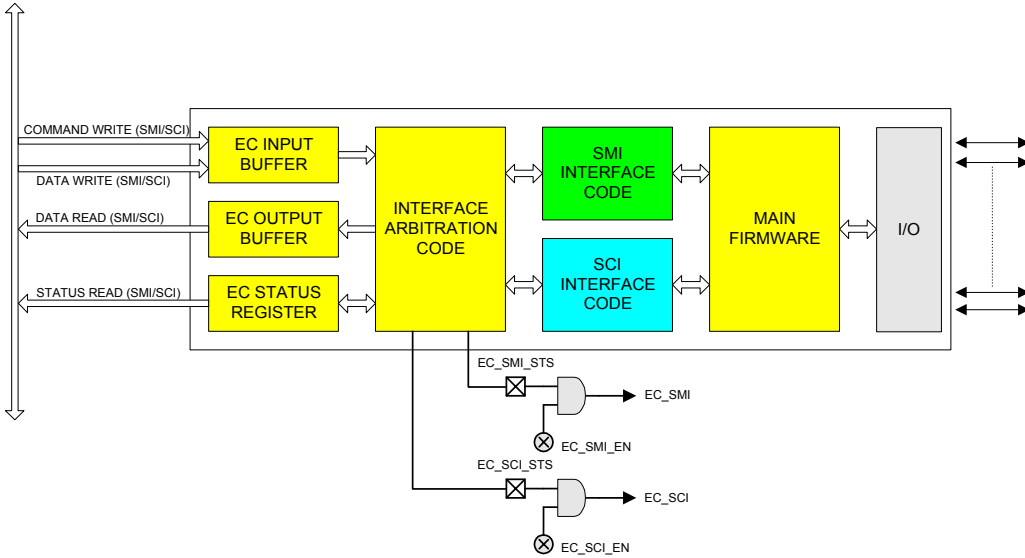 COMMAND WRITE (SMI/SCI)
DATA WRITE (SMI/SCI)
DATA READ (SMI/SCI)
STATUS READ (SMI/SCI)
EC INPUT
BUFFER
EC OUTPUT
BUFFER
EC STATUS
REGISTER
INTERFACE
ARBITRATION
CODE
SMI
INTERFACE
CODE
SCI
INTERFACE
CODE
MAIN
FIRMWARE
I/O
EC_SMI_STS
EC_SMI
EC_SMI_EN
EC_SCI_STS
EC_SCI
EC_SCI_EN